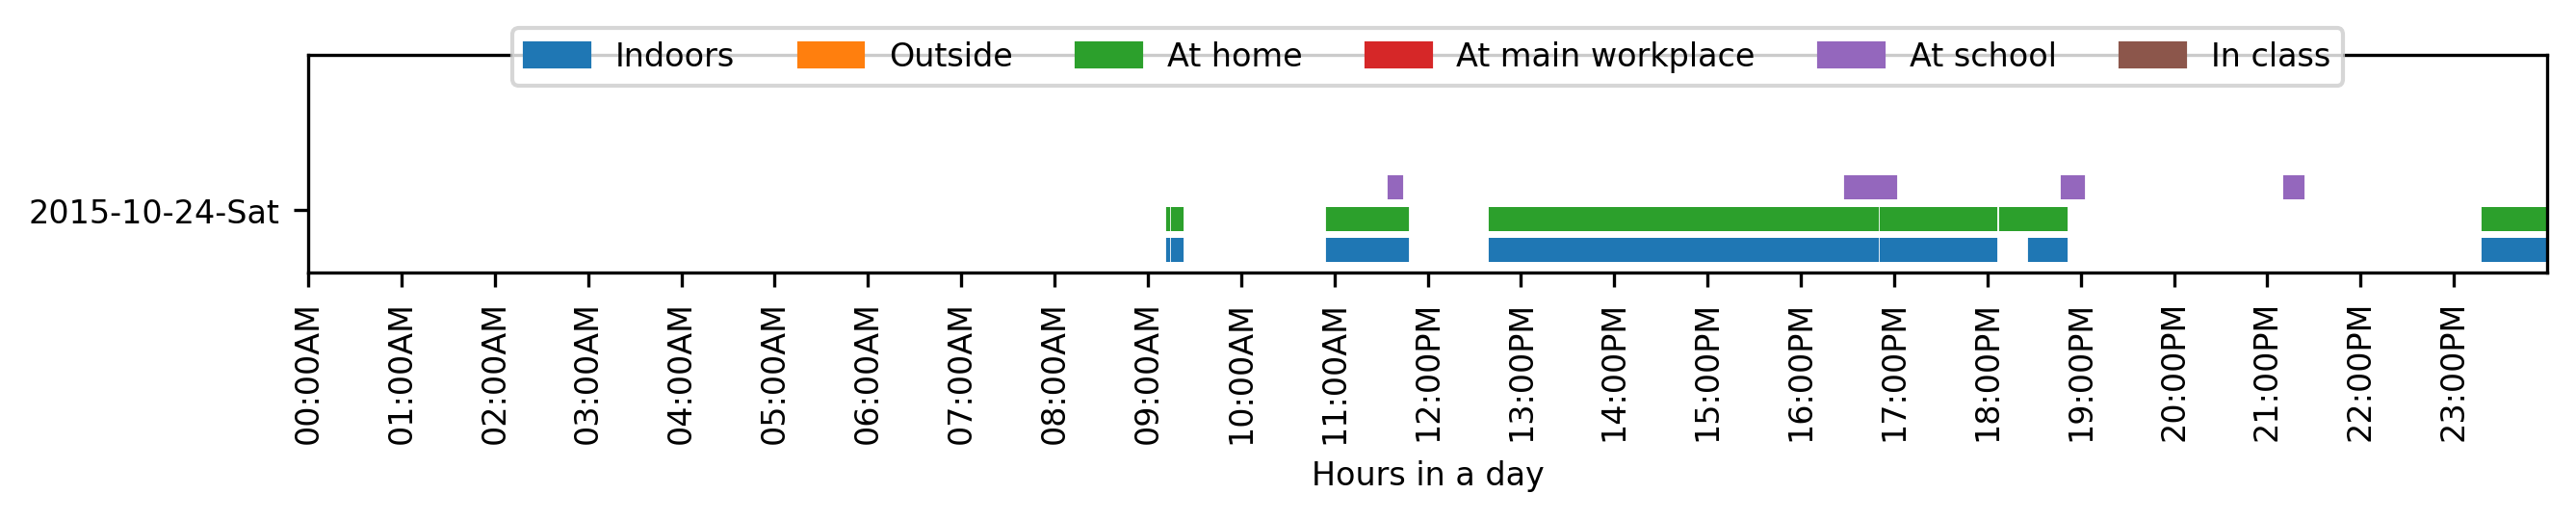 Indoors Outside At home At main workplace At school In class
2015-10-24-Sat
00:00AM
01:00AM
02:00AM
03:00AM
04:00AM
05:00AM
06:00AM
07:00AM
08:00AM
09:00AM
10:00AM
11:00AM
12:00PM
13:00PM
14:00PM
15:00PM
16:00PM
17:00PM
18:00PM
19:00PM
20:00PM
21:00PM
22:00PM
23:00PM
Hours in a day